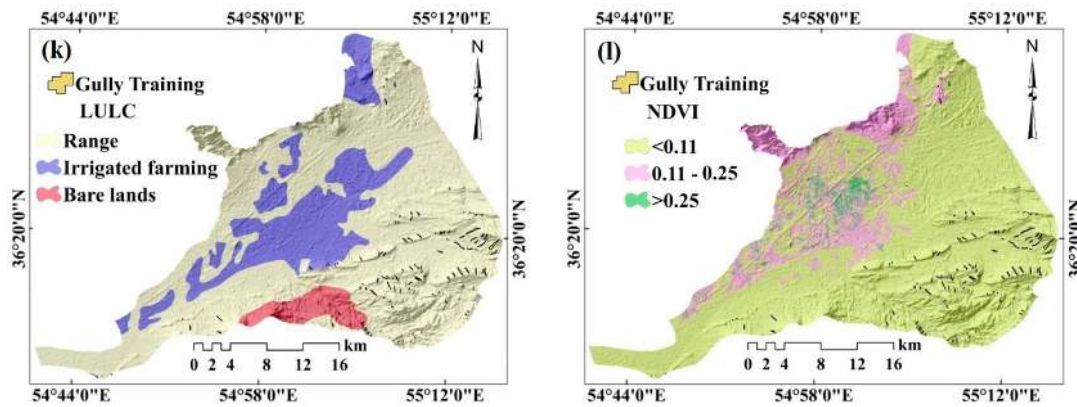 54°44'0"E 54°58'0"E 55°12'0"E
(k)
N
Gully Training
LULC
Range
Irrigated farming
Bare lands
36°20'0"N
36°20'0"N
km
0 2 4 8 12 16
54°44'0"E 54°58'0"E 55°12'0"E
54°44'0"E 54°58'0"E 55°12'0"E
(l)
N
Gully Training
NDVI
<0.11
0.11 - 0.25
>0.25
36°20'0"N
36°20'0"N
km
0 2 4 8 12 16
54°44'0"E 54°58'0"E 55°12'0"E